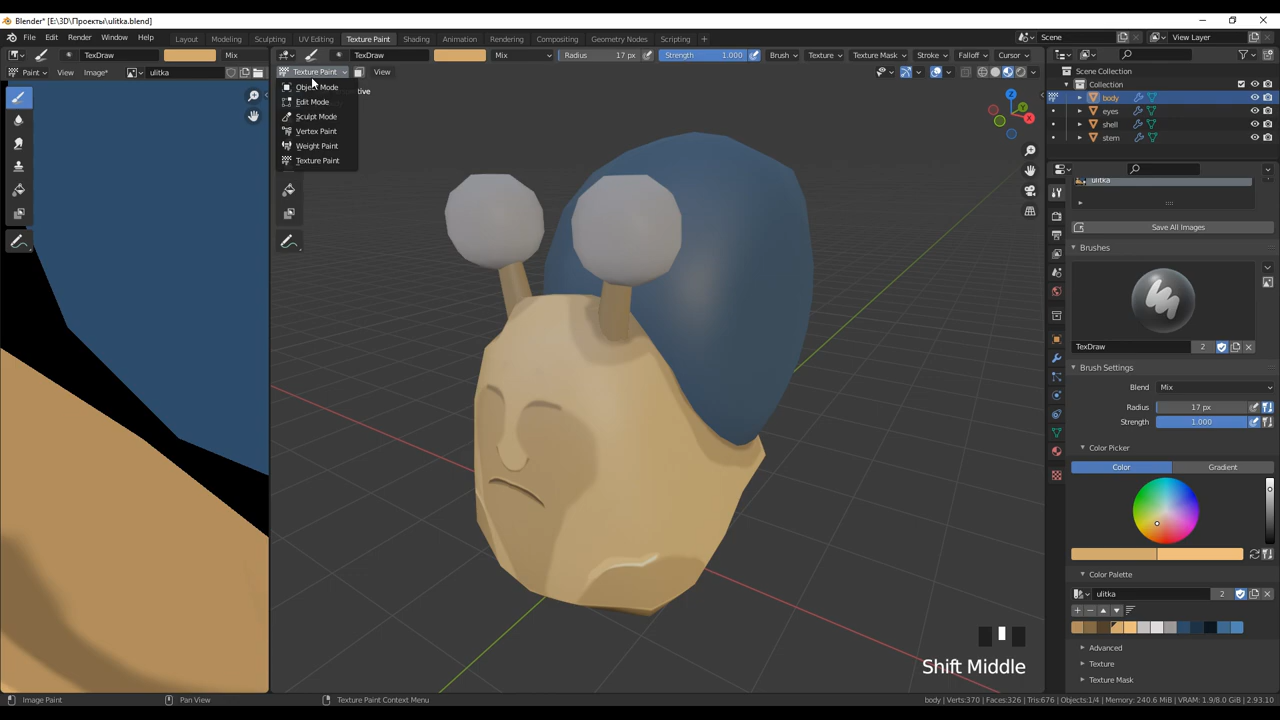 Blender* [E:\3D\Проекты\ulitka.blend]
File Edit Render Window Help Layout Modeling Sculpting UV Editing Texture Paint Shading Animation Rendering Compositing Geometry Nodes Scripting + Scene View Layer
TexDraw Mix TexDraw Mix Radius 17 px Strength 1.000 Brush Texture Texture Mask Stroke Falloff Cursor
Paint View Image* ulitka Texture Paint View
Object Mode
Edit Mode
Sculpt Mode
Vertex Paint
Weight Paint
Texture Paint
Z
X
Scene Collection
Collection
body
eyes
shell
stem
ulitka
Save All Images
Brushes
TexDraw 2
Brush Settings
Blend Mix
Radius 17 px
Strength 1.000
Color Picker
Color Gradient
Color Palette
ulitka 2
Advanced
Texture
Texture Mask
Shift Middle
Image Paint Pan View Texture Paint Context Menu body | Verts:370 | Faces:326 | Tris:676 | Objects:1/4 | Memory: 240.6 MiB | VRAM: 1.9/8.0 GiB | 2.93.10